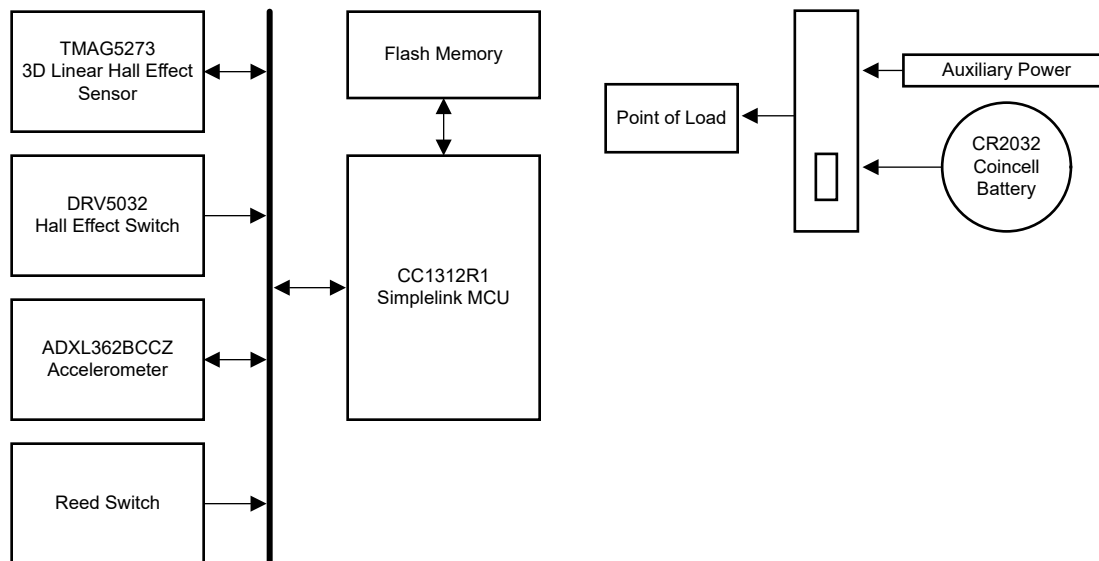 TMAG5273
3D Linear Hall Effect
Sensor
DRV5032
Hall Effect Switch
ADXL362BCCZ
Accelerometer
Reed Switch
Flash Memory
CC1312R1
Simplelink MCU
Point of Load
Auxiliary Power
CR2032
Coincell
Battery